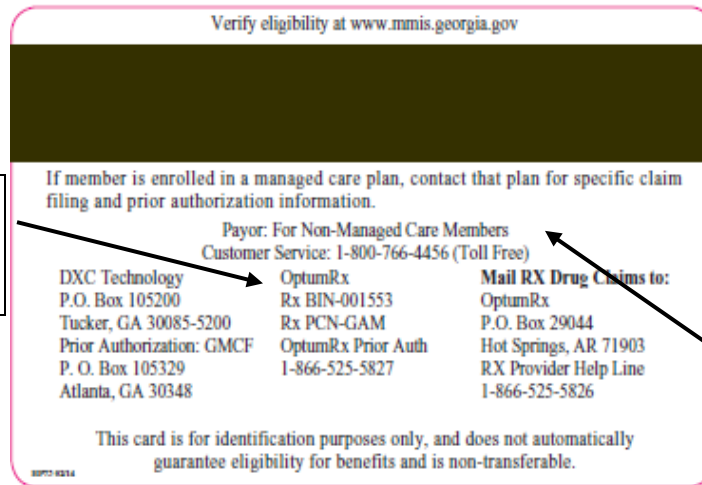 Verify eligibility at www.mmis.georgia.gov
If member is enrolled in a managed care plan, contact that plan for specific claim
filing and prior authorization information.
Payor: For Non-Managed Care Members
Customer Service: 1-800-766-4456 (Toll Free)
DXC Technology
P.O. Box 105200
Tucker, GA 30085-5200
Prior Authorization: GMCF
P. O. Box 105329
Atlanta, GA 30348
OptumRx
Rx BIN-001553
Rx PCN-GAM
OptumRx Prior Auth
1-866-525-5827
Mail RX Drug Claims to:
OptumRx
P.O. Box 29044
Hot Springs, AR 71903
RX Provider Help Line
1-866-525-5826
This card is for identification purposes only, and does not automatically
guarantee eligibility for benefits and is non-transferable.